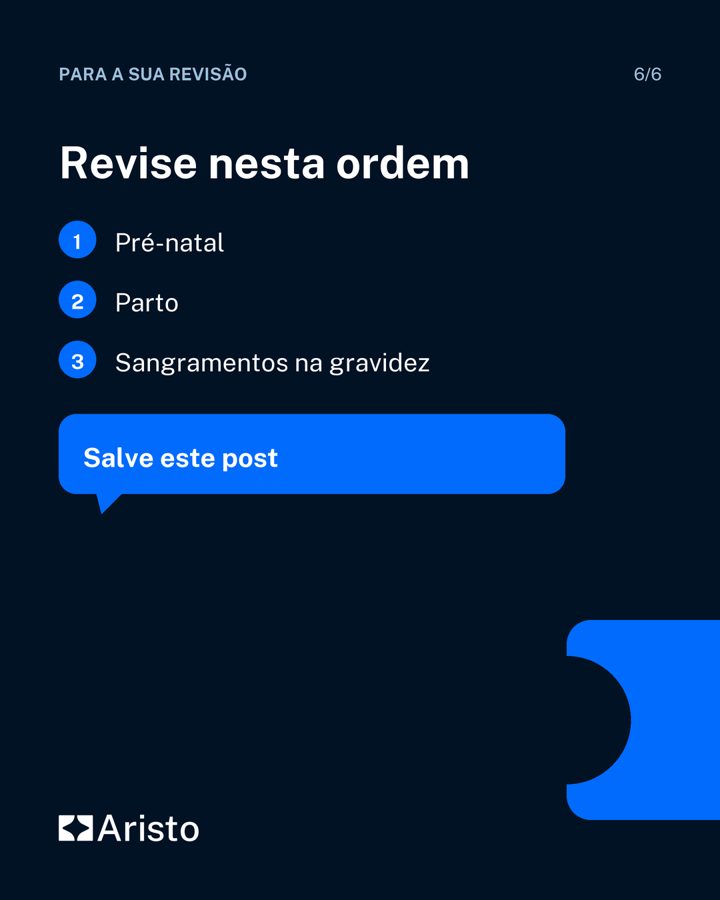 PARA A SUA REVISÃO
6/6
Revise nesta ordem
1 Pré-natal
2 Parto
3 Sangramentos na gravidez
Salve este post
Aristo